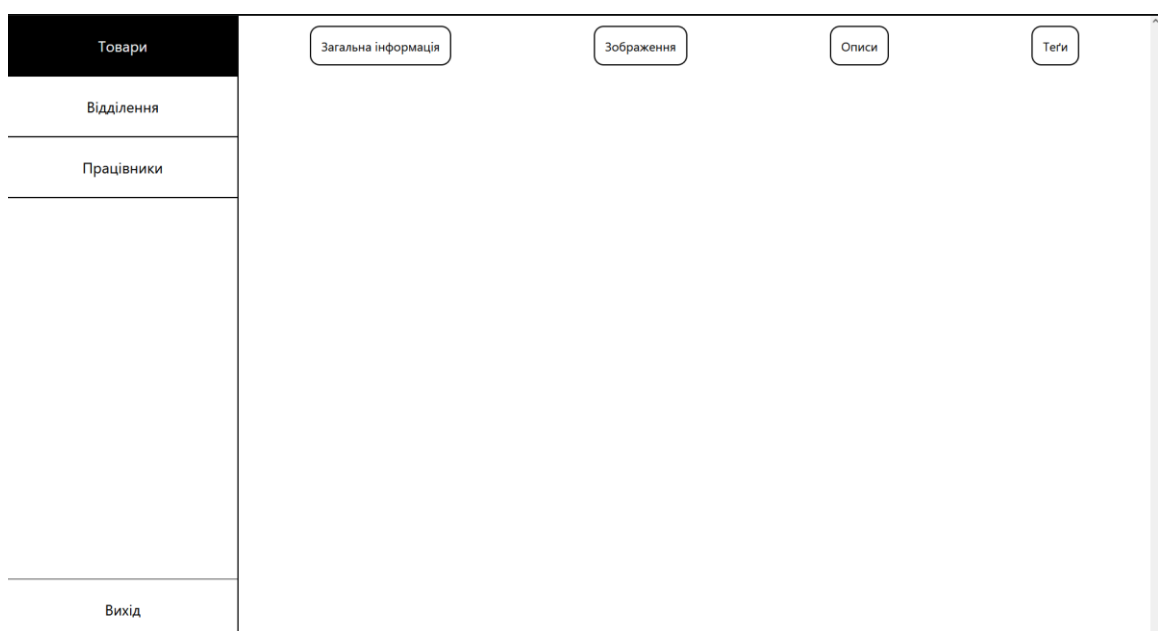 Товари
Загальна інформація
Зображення
Описи
Теґи
Відділення
Працівники
Вихід